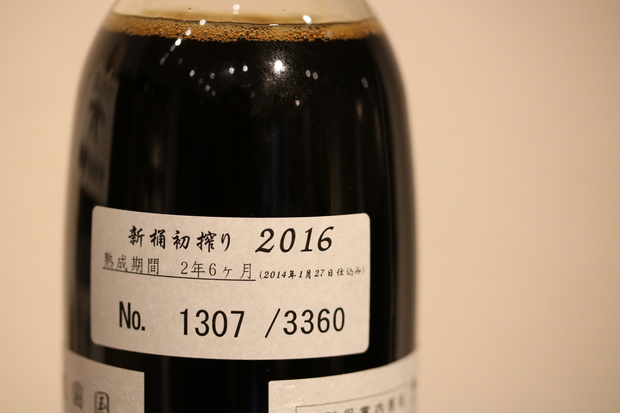 新桶初搾り 2016
熟成期間 2年6ヶ月(2014年1月27日仕込み)
No. 1307 /3360